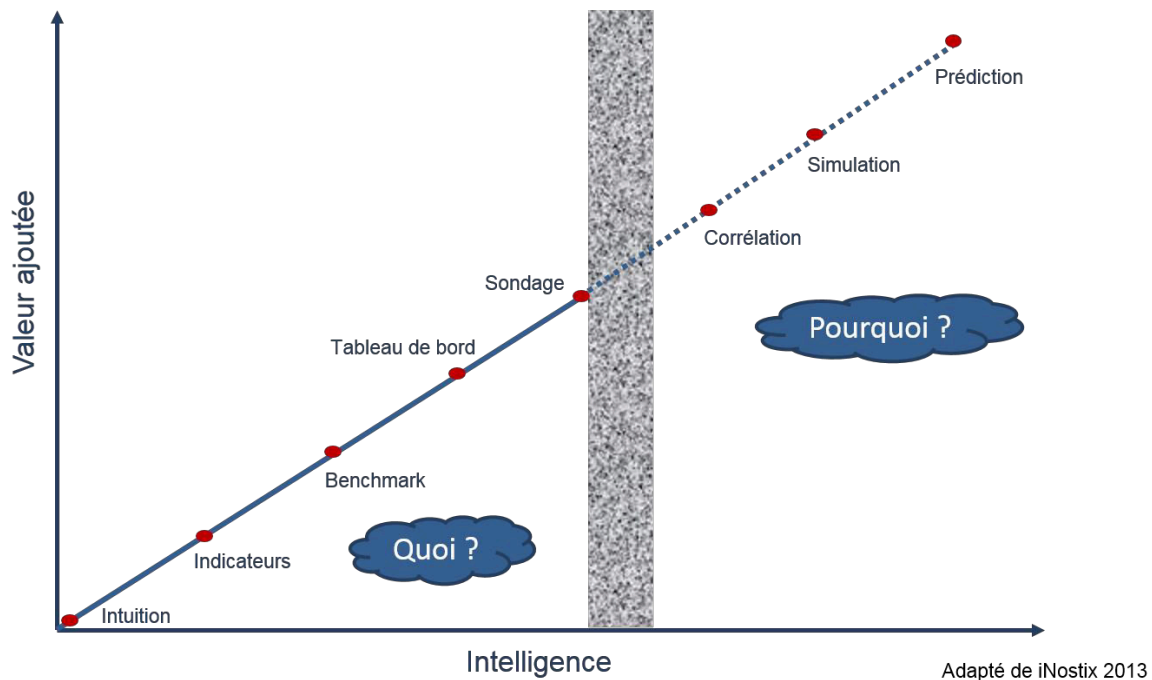 Valeur ajoutée
Prédiction
Simulation
Corrélation
Sondage
Pourquoi ?
Tableau de bord
Benchmark
Quoi ?
Indicateurs
Intuition
Intelligence
Adapté de iNostix 2013